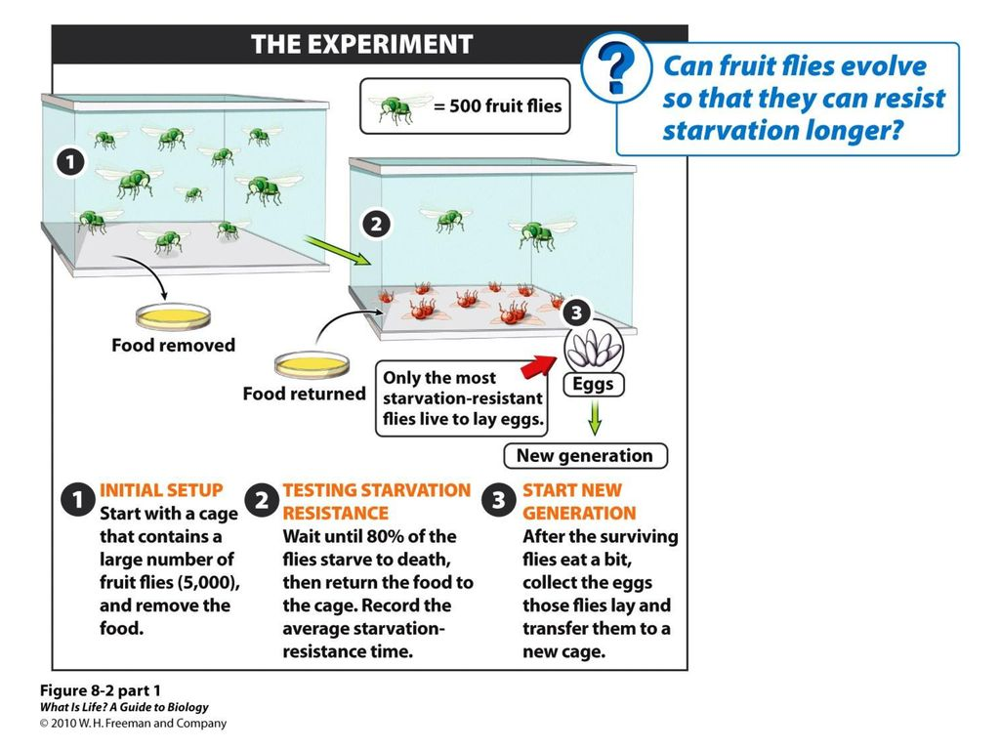 THE EXPERIMENT
?
Can fruit flies evolve
so that they can resist
starvation longer?
= 500 fruit flies
1
2
3
Food removed
Food returned
Only the most
starvation-resistant
flies live to lay eggs.
Eggs
New generation
1
INITIAL SETUP
Start with a cage
that contains a
large number of
fruit flies (5,000),
and remove the
food.
2
TESTING STARVATION
RESISTANCE
Wait until 80% of the
flies starve to death,
then return the food to
the cage. Record the
average starvation-
resistance time.
3
START NEW
GENERATION
After the surviving
flies eat a bit,
collect the eggs
those flies lay and
transfer them to a
new cage.
Figure 8-2 part 1
What Is Life? A Guide to Biology
© 2010 W. H. Freeman and Company